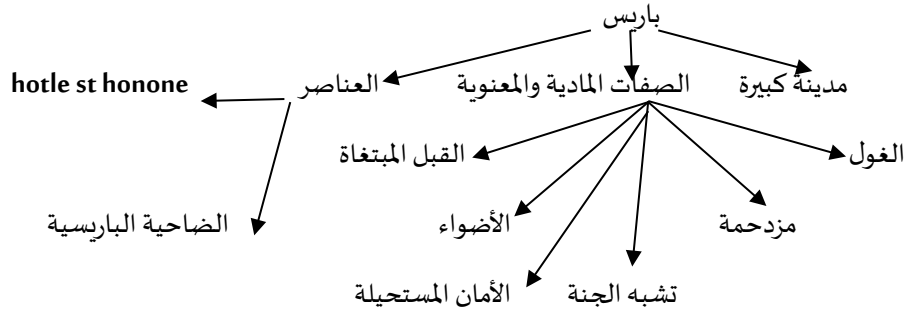 باريس
مدينة كبيرة
الصفات المادية والمعنوية
العناصر
hotle st honone
الغول
القبل المبتغاة
مزدحمة
الأضواء
الضاحية الباريسية
تشبه الجنة
الأمان المستحيلة